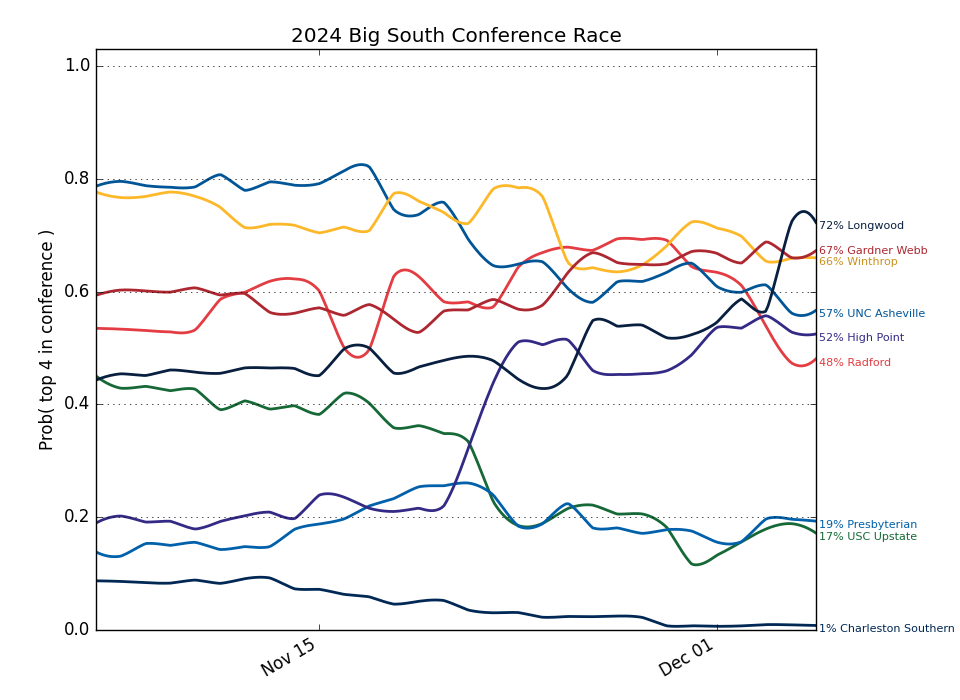 2024 Big South Conference Race
Prob( top 4 in conference )
1.0
0.8
0.6
0.4
0.2
0.0
Nov 15
Dec 01
72% Longwood
67% Gardner Webb
66% Winthrop
57% UNC Asheville
52% High Point
48% Radford
19% Presbyterian
17% USC Upstate
1% Charleston Southern